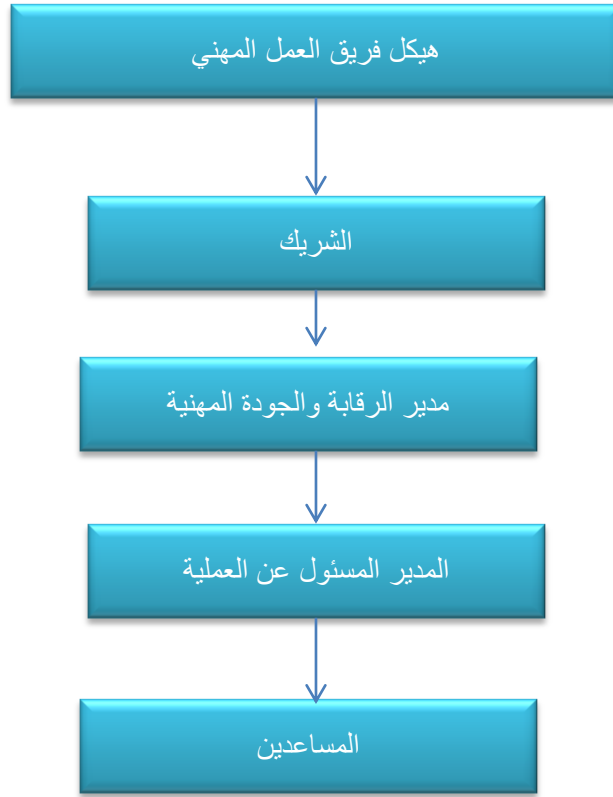 هيكل فريق العمل المهني
الشريك
مدير الرقابة والجودة المهنية
المدير المسئول عن العملية
المساعدين